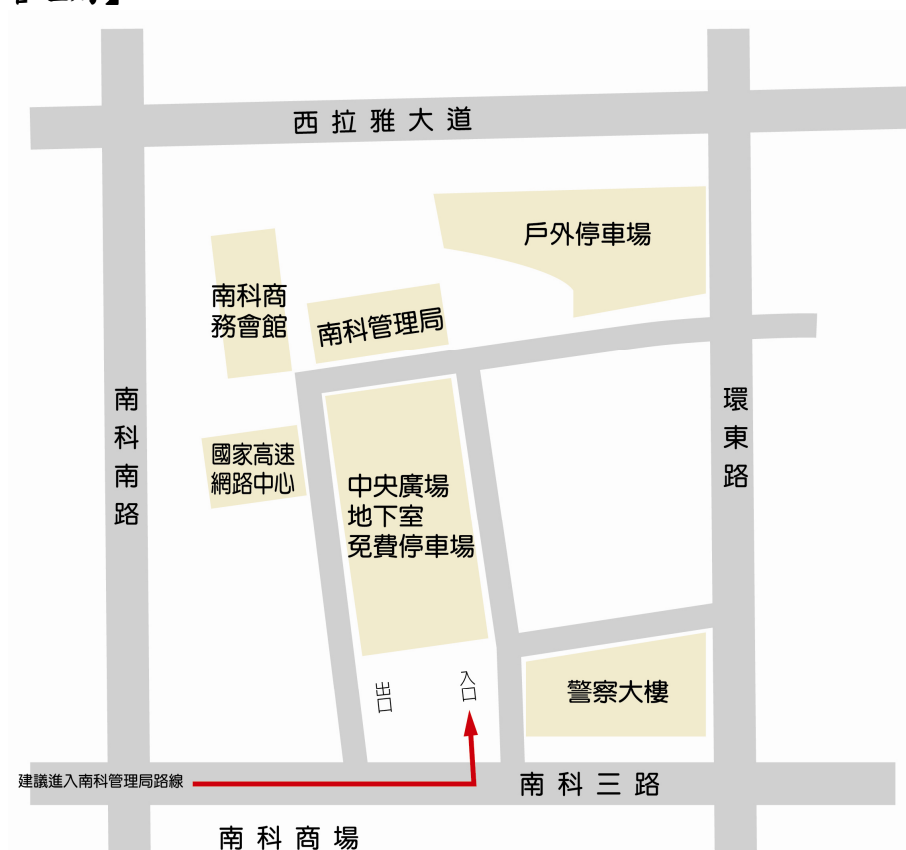 西拉雅大道
戶外停車場
南科商
務會館
南科管理局
南科南路
環東路
國家高速
網路中心
中央廣場
地下室
免費停車場
出口
入口
警察大樓
建議進入南科管理局路線
南科三路
南科商場